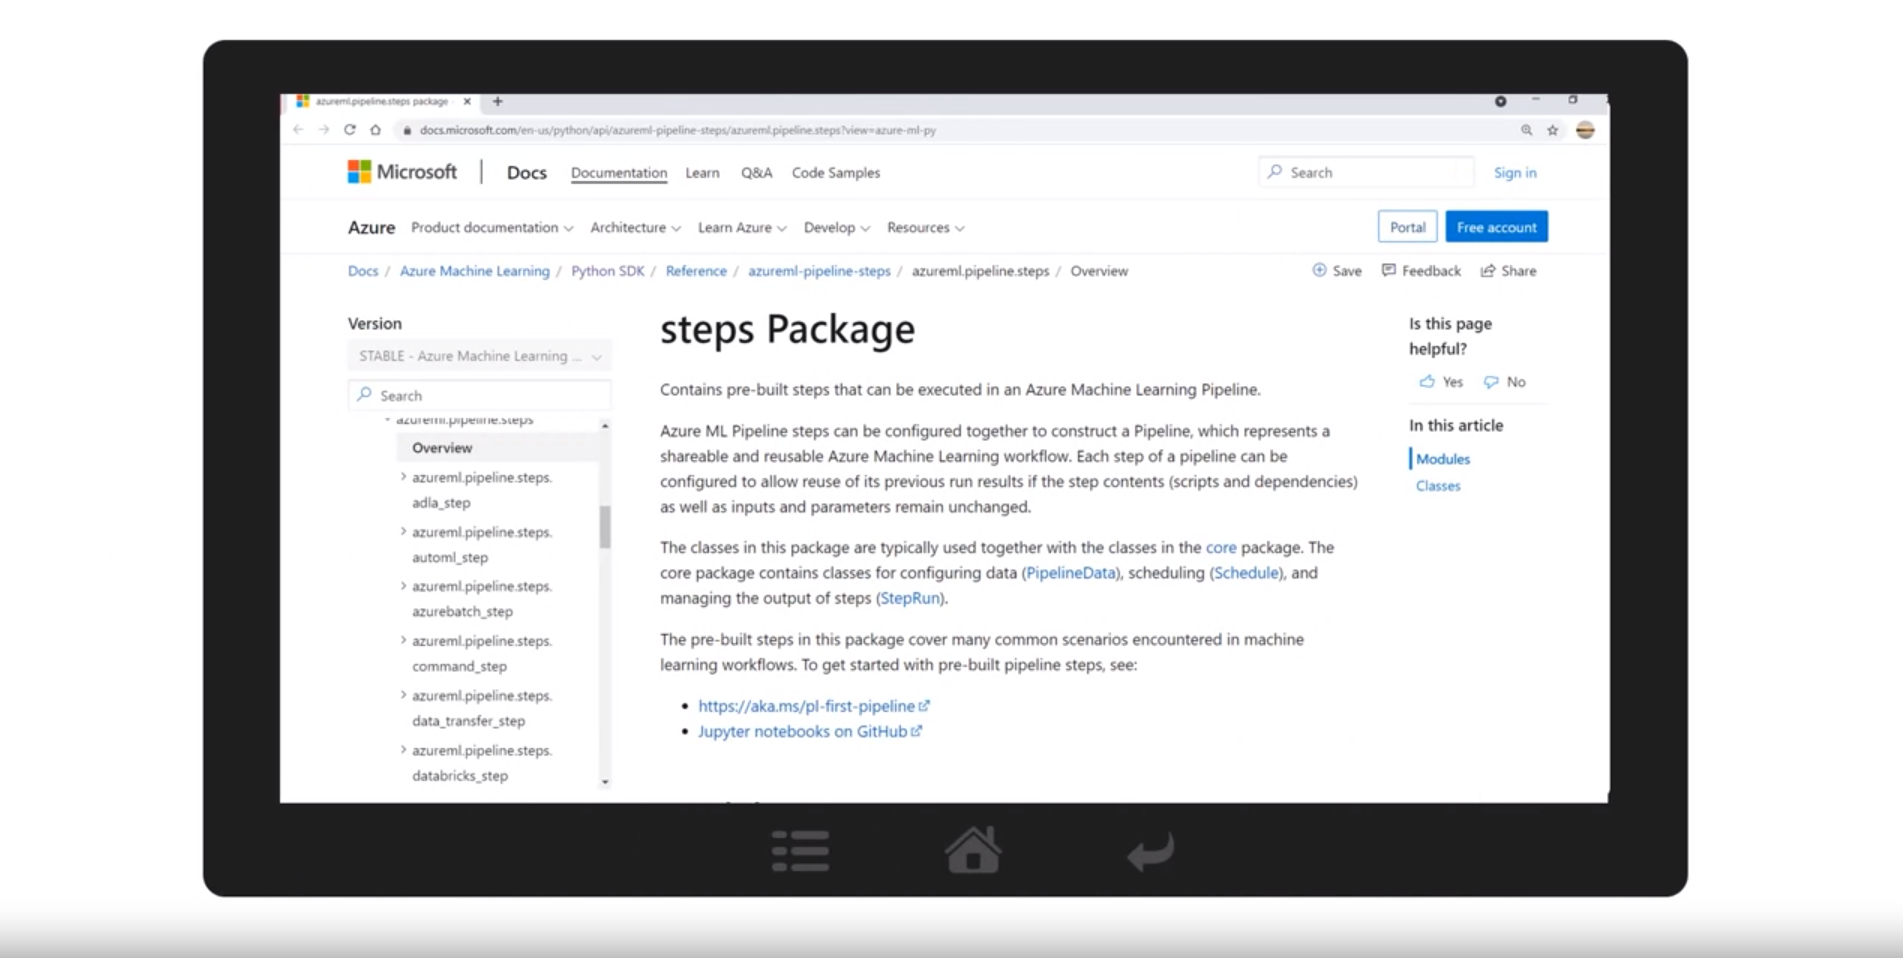 azureml.pipeline.steps package
docs.microsoft.com/en-us/python/api/azureml-pipeline-steps/azureml.pipeline.steps?view=azure-ml-py
Microsoft Docs Documentation Learn Q&A Code Samples Search Sign in
Azure Product documentation Architecture Learn Azure Develop Resources Portal Free account
Docs / Azure Machine Learning / Python SDK / Reference / azureml-pipeline-steps / azureml.pipeline.steps / Overview Save Feedback Share
Version
STABLE - Azure Machine Learning ...
Search
azureml.pipeline.steps
Overview
azureml.pipeline.steps.
adla_step
azureml.pipeline.steps.
automl_step
azureml.pipeline.steps.
azurebatch_step
azureml.pipeline.steps.
command_step
azureml.pipeline.steps.
data_transfer_step
azureml.pipeline.steps.
databricks_step
steps Package
Contains pre-built steps that can be executed in an Azure Machine Learning Pipeline.
Azure ML Pipeline steps can be configured together to construct a Pipeline, which represents a
shareable and reusable Azure Machine Learning workflow. Each step of a pipeline can be
configured to allow reuse of its previous run results if the step contents (scripts and dependencies)
as well as inputs and parameters remain unchanged.
The classes in this package are typically used together with the classes in the core package. The
core package contains classes for configuring data (PipelineData), scheduling (Schedule), and
managing the output of steps (StepRun).
The pre-built steps in this package cover many common scenarios encountered in machine
learning workflows. To get started with pre-built pipeline steps, see:
• https://aka.ms/pl-first-pipeline
• Jupyter notebooks on GitHub
Is this page
helpful?
Yes No
In this article
Modules
Classes